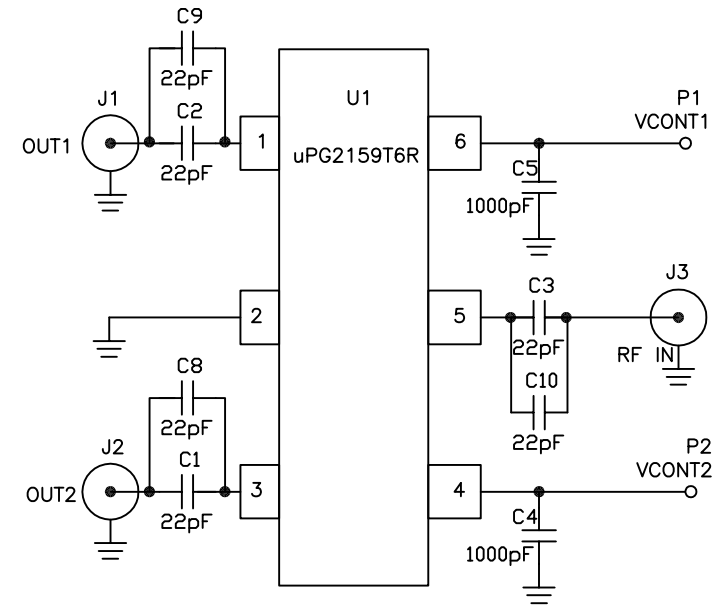 C9
22pF
J1
C2
OUT1
22pF
1
U1
uPG2159T6R
6
P1
VCONT1
C5
1000pF
2
5
C3
22pF
J3
RF IN
C10
22pF
C8
22pF
J2
C1
OUT2
22pF
3
4
P2
VCONT2
C4
1000pF